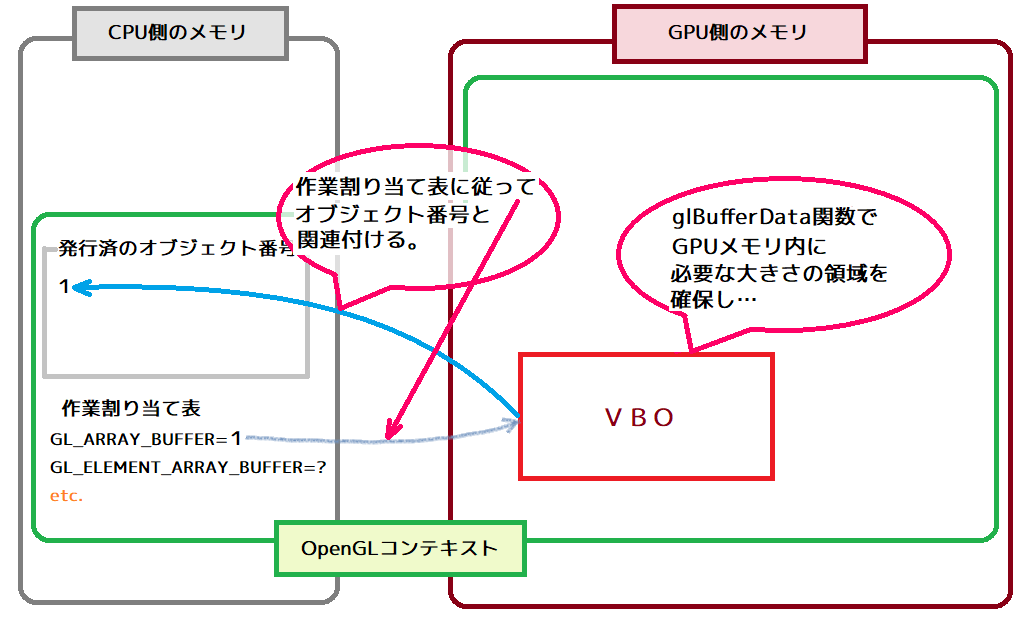 CPU側のメモリ
GPU側のメモリ
作業割り当て表に従って
オブジェクト番号と
関連付ける。
glBufferData関数で
GPUメモリ内に
必要な大きさの領域を
確保し…
発行済のオブジェクト番号
1
VBO
作業割り当て表
GL_ARRAY_BUFFER=1
GL_ELEMENT_ARRAY_BUFFER=?
etc.
OpenGLコンテキスト